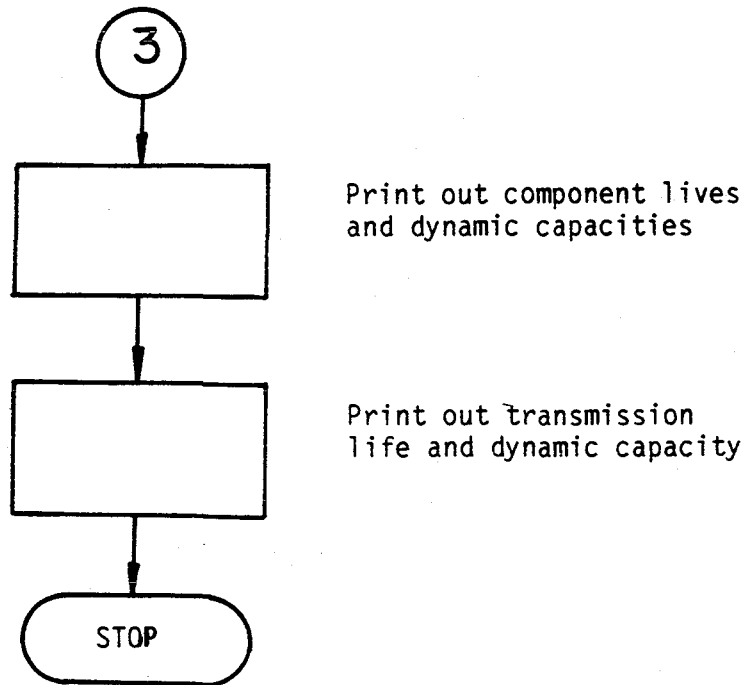 3
Print out component lives
and dynamic capacities
Print out transmission
life and dynamic capacity
STOP